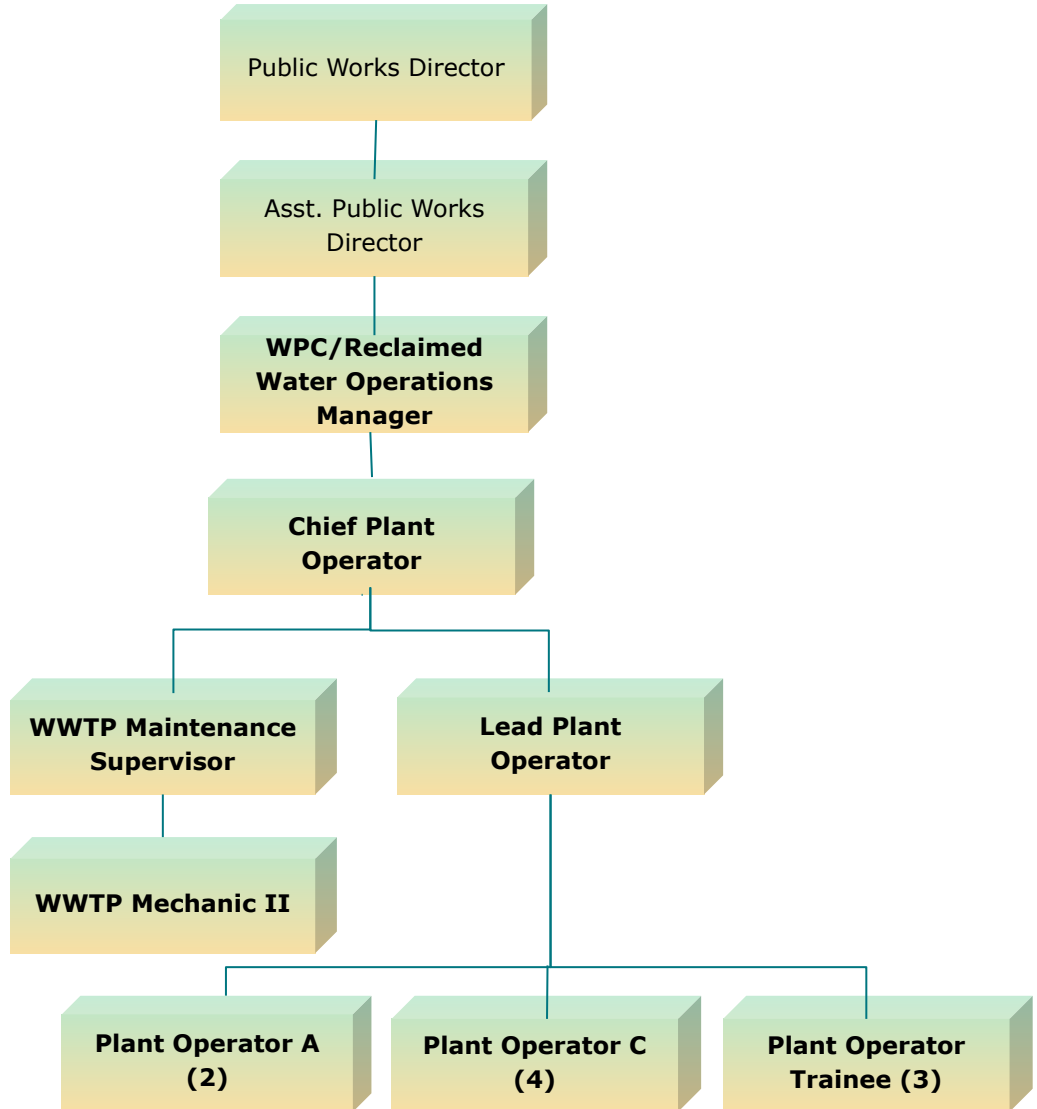 Public Works Director
Asst. Public Works
Director
WPC/Reclaimed
Water Operations
Manager
Chief Plant
Operator
WWTP Maintenance
Supervisor
Lead Plant
Operator
WWTP Mechanic II
Plant Operator A
(2)
Plant Operator C
(4)
Plant Operator
Trainee (3)